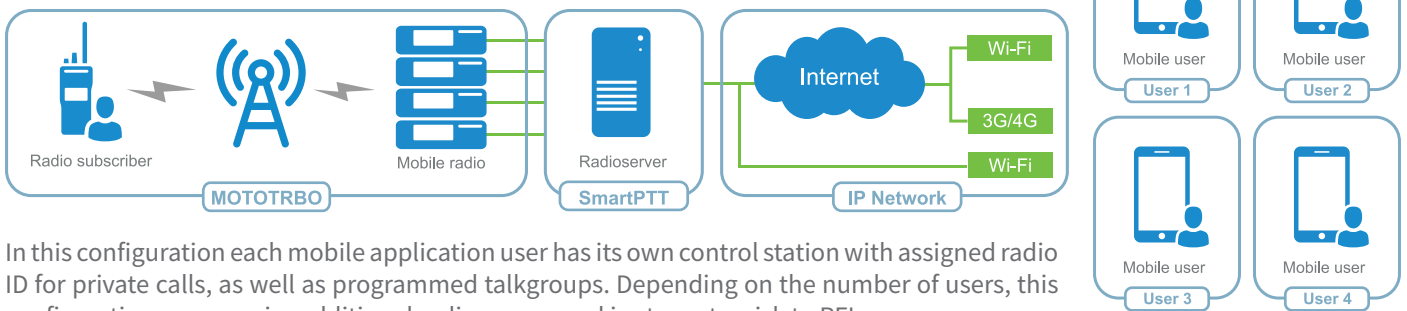 Internet
Wi-Fi
3G/4G
Wi-Fi
Radio subscriber
Mobile radio
Radioserver
MOTOTRBO
SmartPTT
IP Network
Mobile user
Mobile user
User 1
User 2
Mobile user
Mobile user
User 3
User 4
In this configuration each mobile application user has its own control station with assigned radio
ID for private calls, as well as programmed talkgroups. Depending on the number of users, this